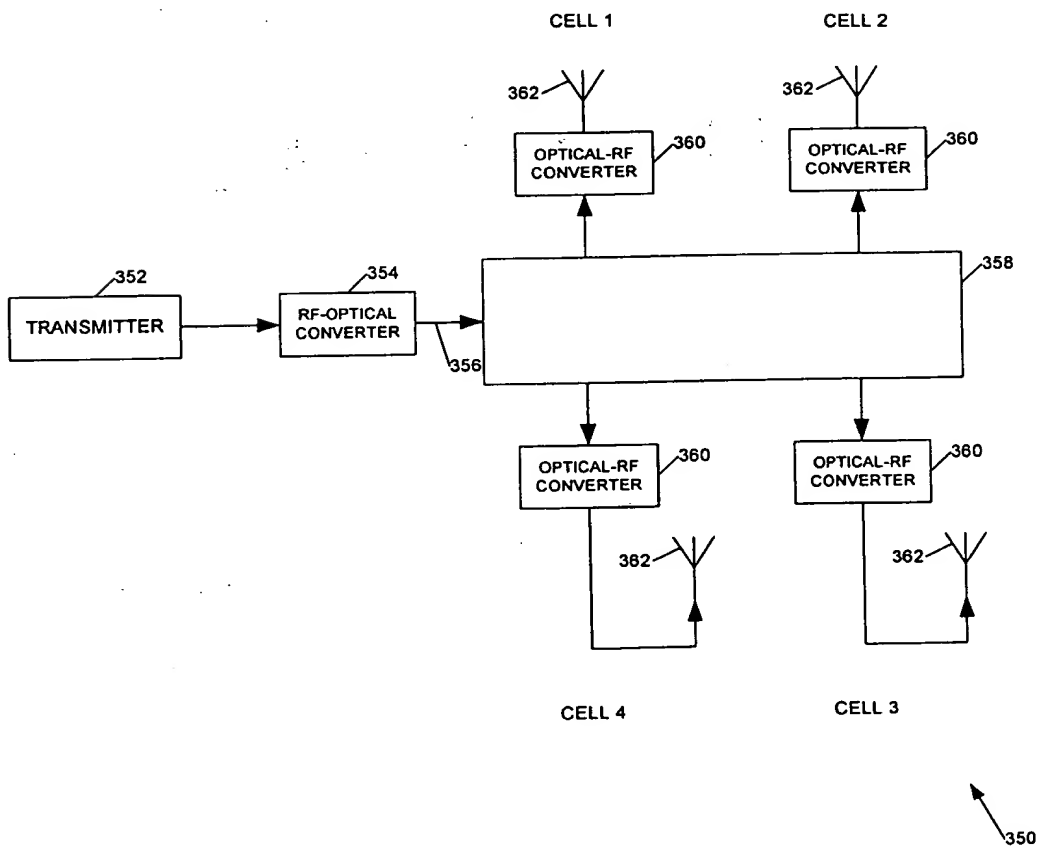 CELL 1
CELL 2
362
362
OPTICAL-RF
CONVERTER
360
OPTICAL-RF
CONVERTER
360
352
TRANSMITTER
354
RF-OPTICAL
CONVERTER
356
358
OPTICAL-RF
CONVERTER
360
OPTICAL-RF
CONVERTER
360
362
362
CELL 4
CELL 3
350